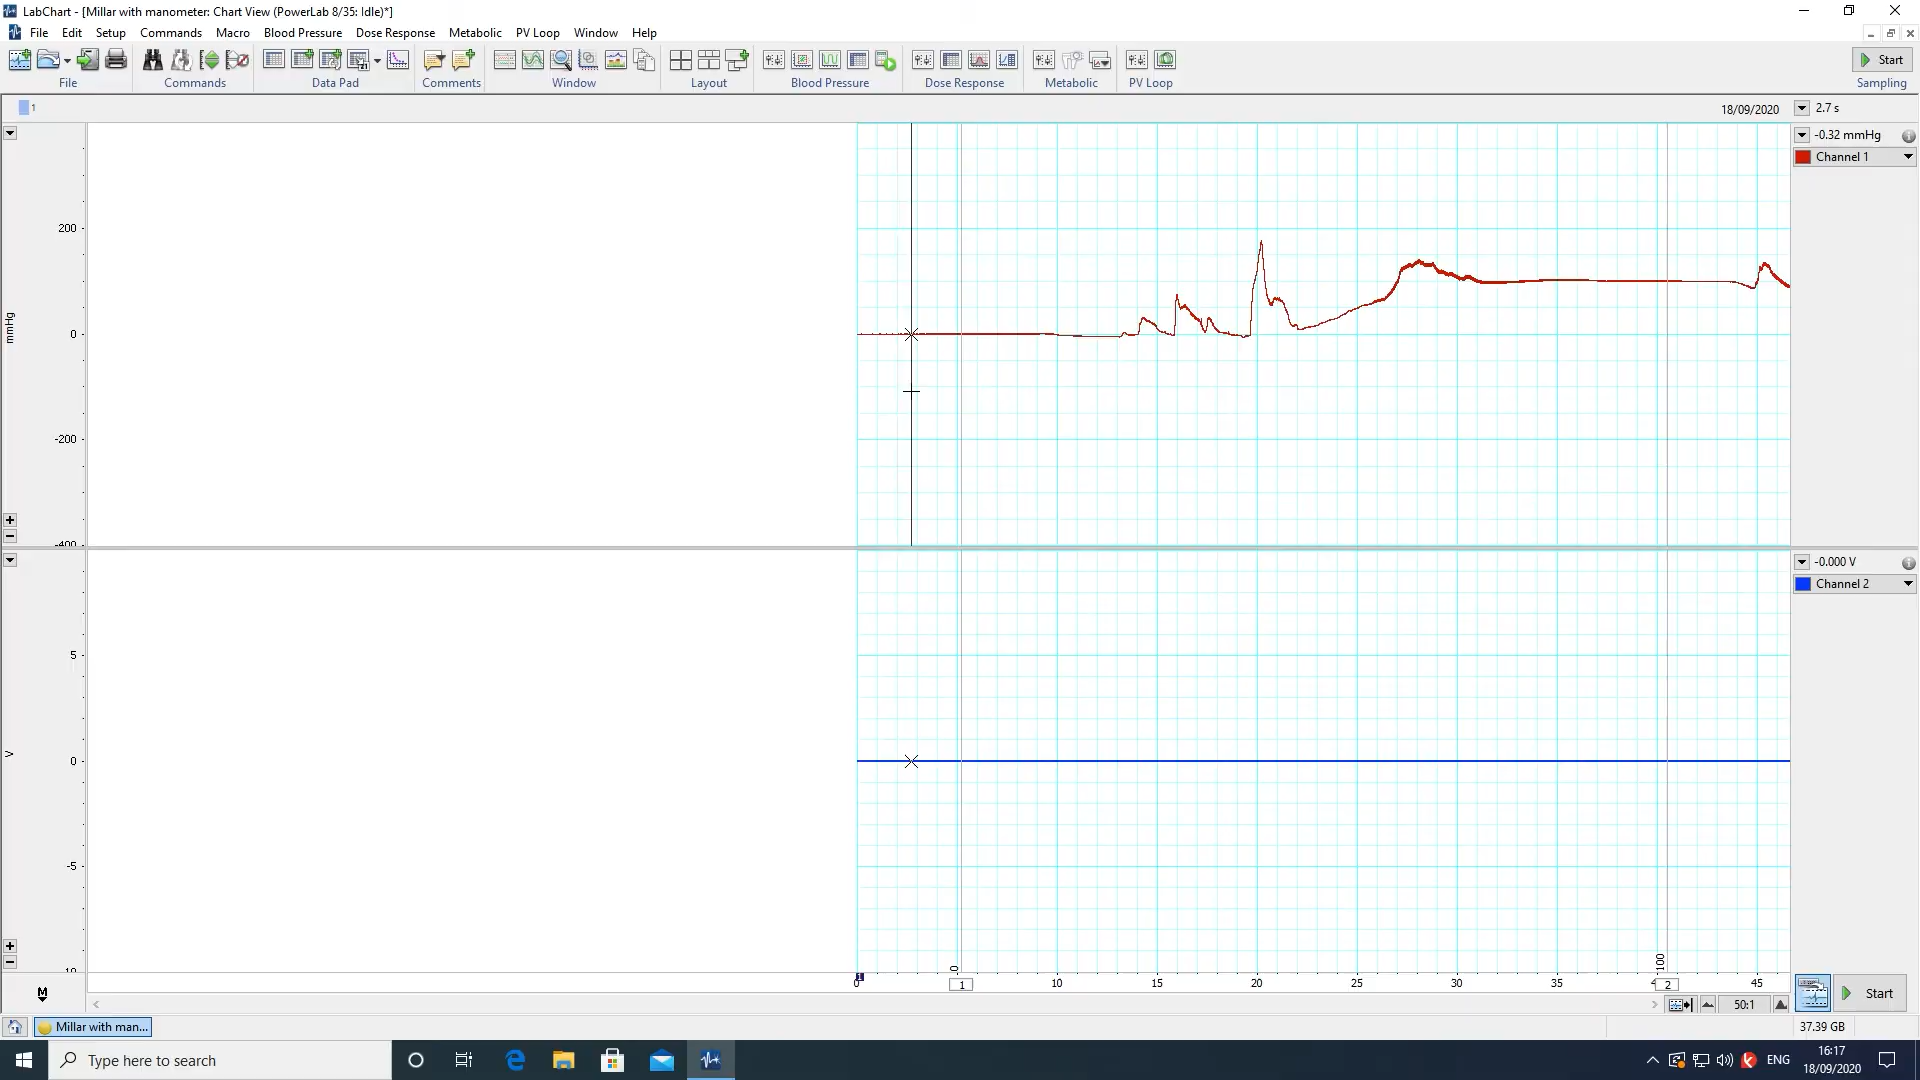 LabChart - [Millar with manometer: Chart View (PowerLab 8/35: Idle)*]
File Edit Setup Commands Macro Blood Pressure Dose Response Metabolic PV Loop Window Help
Start
File Commands Data Pad Comments Window Layout Blood Pressure Dose Response Metabolic PV Loop Sampling
1
18/09/2020
2.7 s
-0.32 mmHg
Channel 1
200
0
-200
-400
mmHg
-0.000 V
Channel 2
5
0
-5
-10
V
0
100
0 10 15 20 25 30 35 45
1
2
M
50:1
Start
Millar with man...
37.39 GB
Type here to search
ENG
16:17
18/09/2020